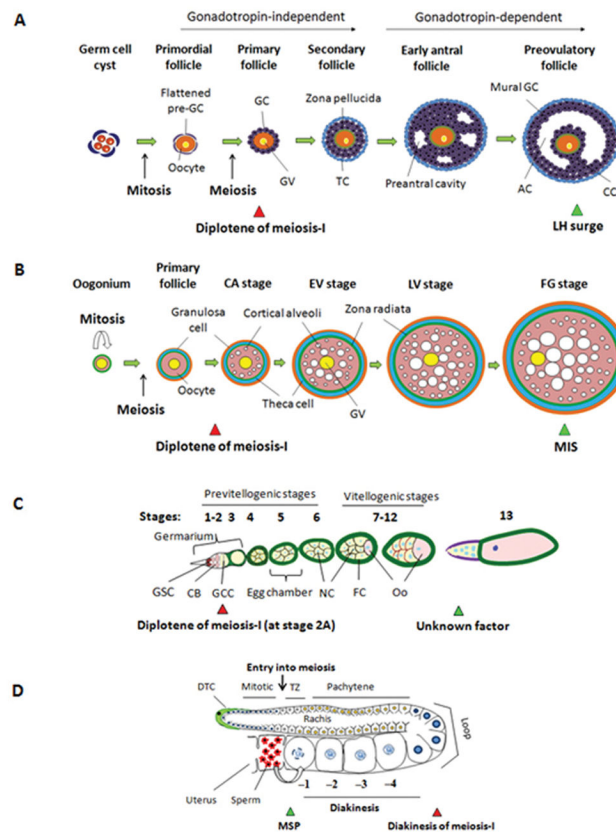 A
Gonadotropin-independent
Gonadotropin-dependent
Germ cell cyst
Primordial follicle
Primary follicle
Secondary follicle
Early antral follicle
Preovulatory follicle
Flattened pre-GC
GC
Zona pellucida
Mural GC
Oocyte
GV
TC
Preantral cavity
AC
CC
Mitosis
Meiosis
Diplotene of meiosis-I
LH surge
B
Oogonium
Primary follicle
CA stage
EV stage
LV stage
FG stage
Mitosis
Granulosa cell
Cortical alveoli
Zona radiata
Oocyte
Theca cell
GV
Meiosis
Diplotene of meiosis-I
MIS
C
Previtellogenic stages
Vitellogenic stages
Stages: 1-2 3 4 5 6 7-12 13
Germarium
GSC CB GCC Egg chamber NC FC Oo
Diplotene of meiosis-I (at stage 2A)
Unknown factor
D
Entry into meiosis
DTC Mitotic TZ Pachytene
Rachis
Loop
Uterus Sperm
–1 –2 –3 –4
Diakinesis
MSP
Diakinesis of meiosis-I